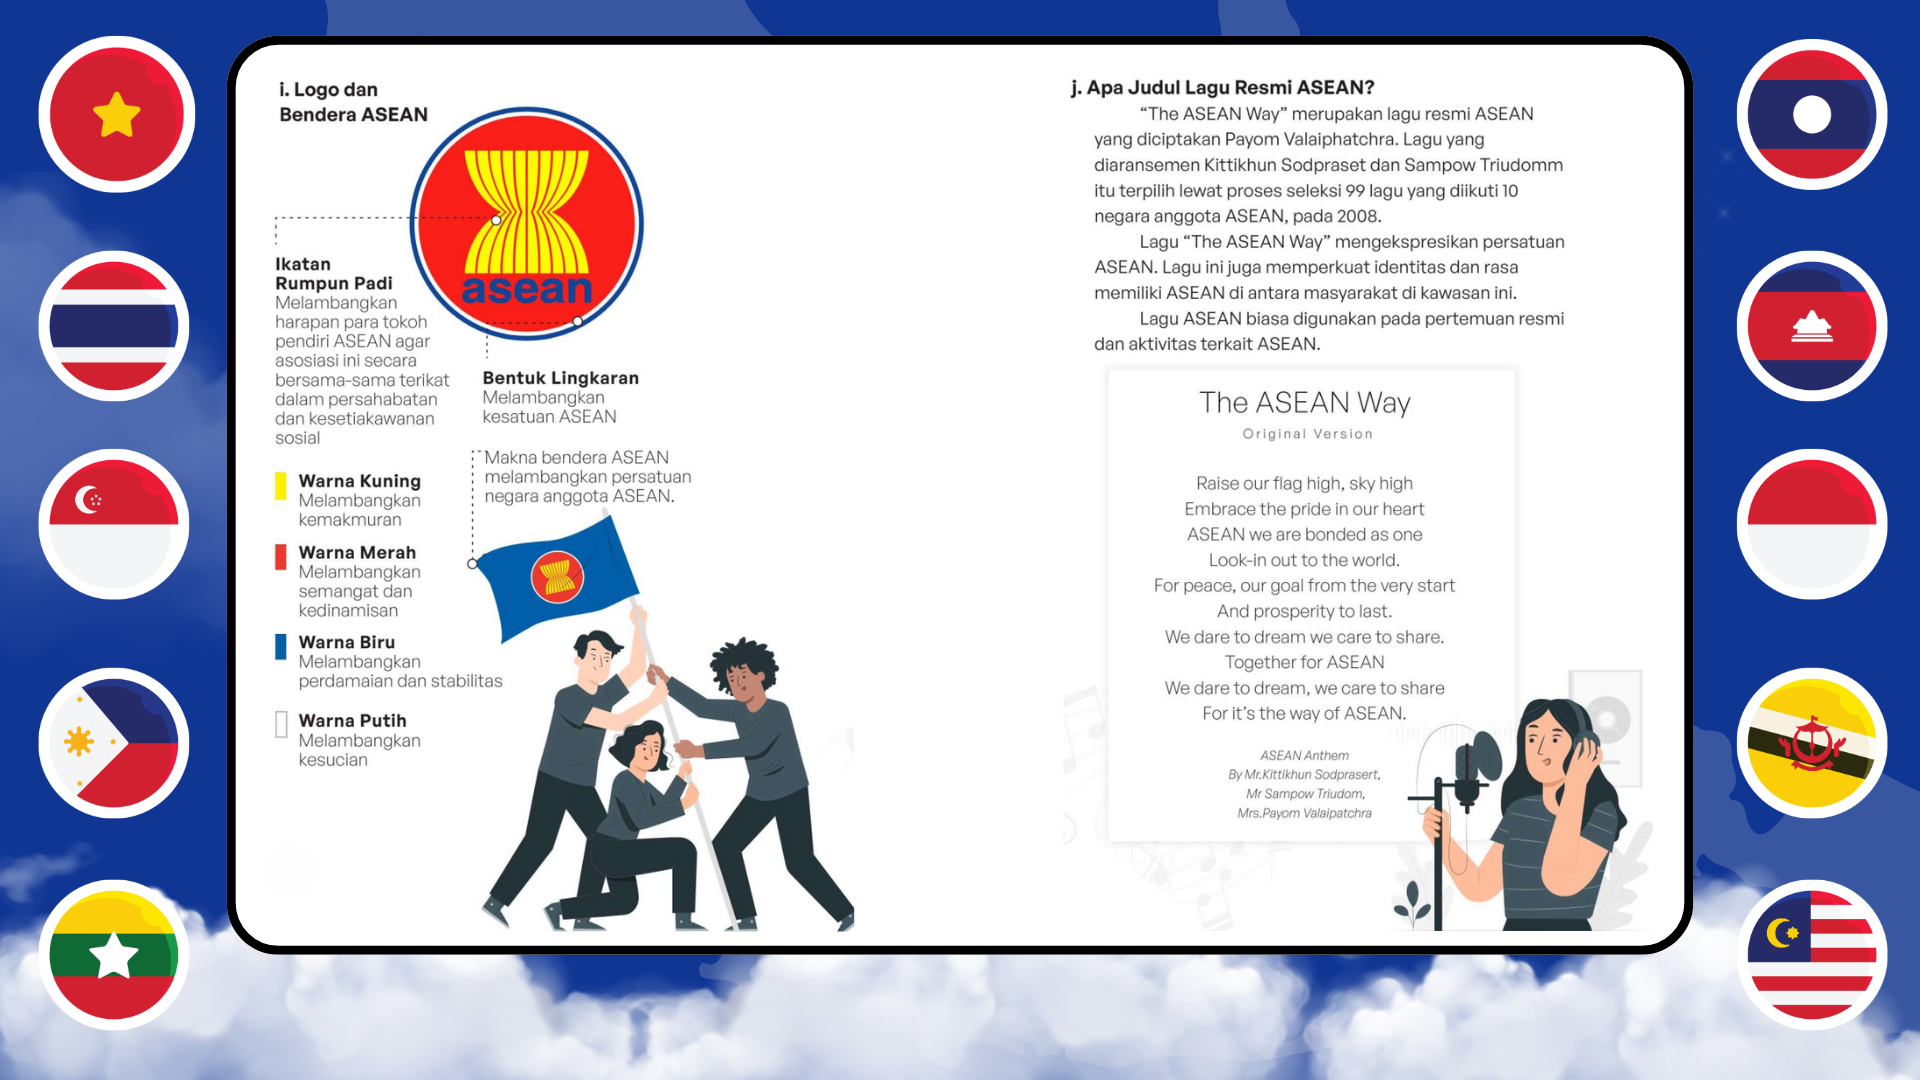 i. Logo dan
Bendera ASEAN
asean
Ikatan
Rumpun Padi
Melambangkan
harapan para tokoh
pendiri ASEAN agar
asosiasi ini secara
bersama-sama terikat
dalam persahabatan
dan kesetiakawanan
sosial
Bentuk Lingkaran
Melambangkan
kesatuan ASEAN
Makna bendera ASEAN
melambangkan persatuan
negara anggota ASEAN.
Warna Kuning
Melambangkan
kemakmuran
Warna Merah
Melambangkan
semangat dan
kedinamisan
Warna Biru
Melambangkan
perdamaian dan stabilitas
Warna Putih
Melambangkan
kesucian
j. Apa Judul Lagu Resmi ASEAN?
“The ASEAN Way” merupakan lagu resmi ASEAN
yang diciptakan Payom Valaiphatchra. Lagu yang
diaransemen Kittikhun Sodpraset dan Sampow Triudomm
itu terpilih lewat proses seleksi 99 lagu yang diikuti 10
negara anggota ASEAN, pada 2008.
Lagu “The ASEAN Way” mengekspresikan persatuan
ASEAN. Lagu ini juga memperkuat identitas dan rasa
memiliki ASEAN di antara masyarakat di kawasan ini.
Lagu ASEAN biasa digunakan pada pertemuan resmi
dan aktivitas terkait ASEAN.
The ASEAN Way
Original Version
Raise our flag high, sky high
Embrace the pride in our heart
ASEAN we are bonded as one
Look-in out to the world.
For peace, our goal from the very start
And prosperity to last.
We dare to dream we care to share.
Together for ASEAN
We dare to dream, we care to share
For it’s the way of ASEAN.
ASEAN Anthem
By Mr.Kittikhun Sodprasert,
Mr Sampow Triudom,
Mrs.Payom Valaipatchra